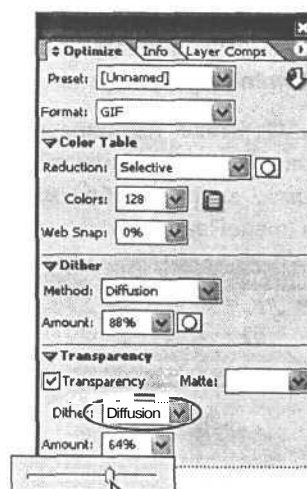 Optimize Info Layer Comps
Preset: [Unnamed]
Format: GIF
Color Table
Reduction: Selective
Colors: 128
Web Snap: 0%
Dither
Method: Diffusion
Amount: 88%
Transparency
Transparency Matte:
Dither: Diffusion
Amount: 64%